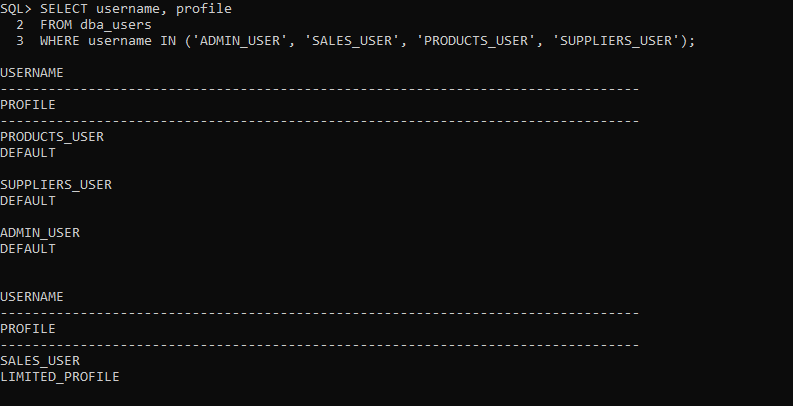 SQL> SELECT username, profile
  2  FROM dba_users
  3  WHERE username IN ('ADMIN_USER', 'SALES_USER', 'PRODUCTS_USER', 'SUPPLIERS_USER');
USERNAME
--------------------------------------------------------------------------------
PROFILE
--------------------------------------------------------------------------------
PRODUCTS_USER
DEFAULT
SUPPLIERS_USER
DEFAULT
ADMIN_USER
DEFAULT
USERNAME
--------------------------------------------------------------------------------
PROFILE
--------------------------------------------------------------------------------
SALES_USER
LIMITED_PROFILE